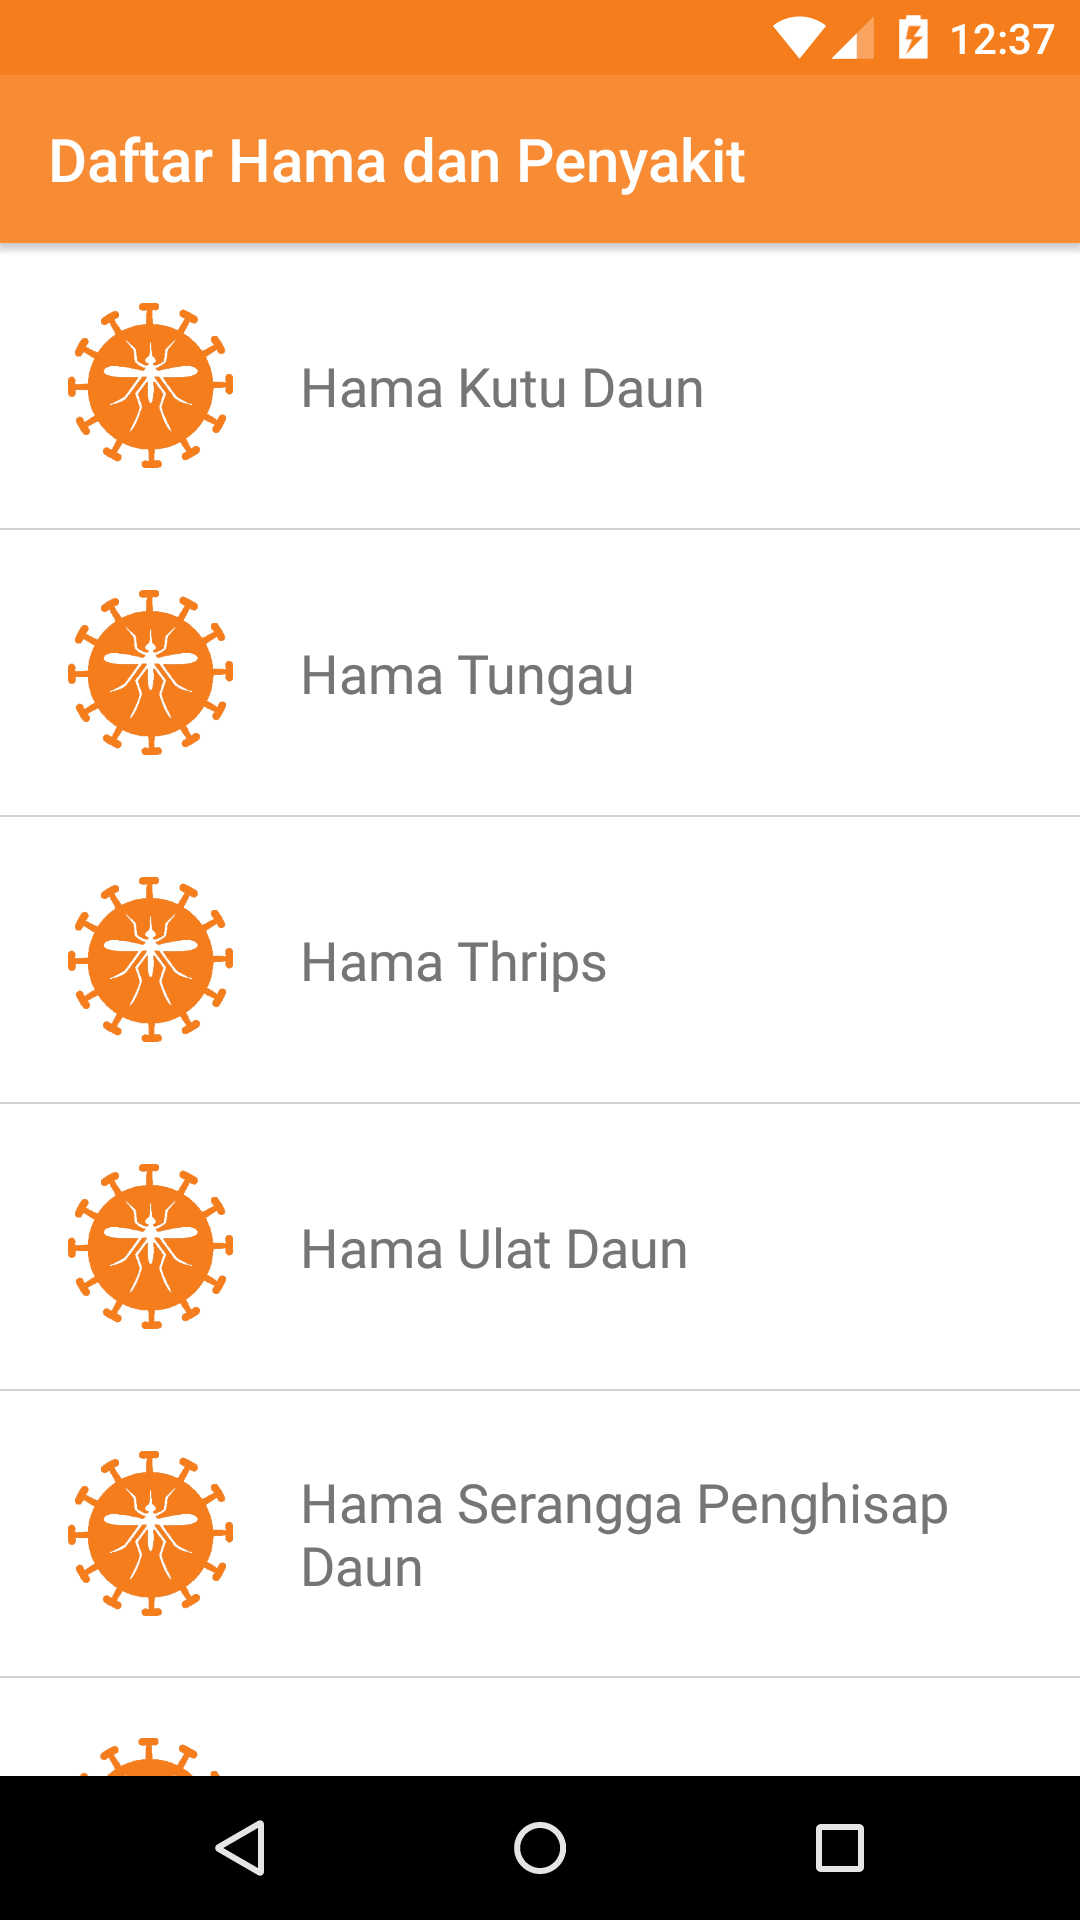 12:37
Daftar Hama dan Penyakit
Hama Kutu Daun
Hama Tungau
Hama Thrips
Hama Ulat Daun
Hama Serangga Penghisap
Daun